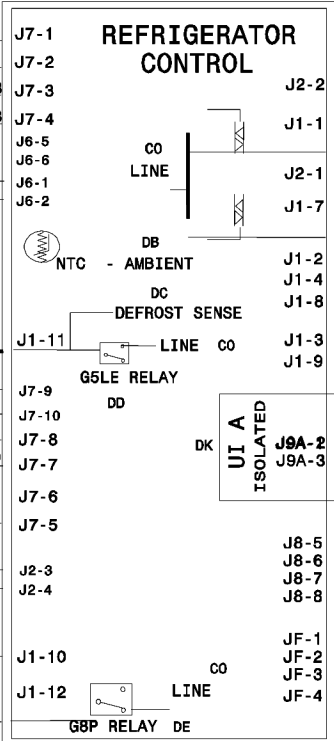 REFRIGERATOR
CONTROL
J7-1
J7-2
J7-3
J7-4
J6-5
J6-6
J6-1
J6-2
CO
LINE
J2-2
J1-1
J2-1
J1-7
NTC - AMBIENT
DB
J1-2
J1-4
J1-8
DC
DEFROST SENSE
J1-11
LINE CO
J1-3
J1-9
G5LE RELAY
DD
J7-9
J7-10
J7-8
J7-7
J7-6
J7-5
DK
UI A
ISOLATED
J9A-3
J2-3
J2-4
J8-5
J8-6
J8-7
J8-8
JF-1
JF-2
JF-3
JF-4
J1-10
J1-12
CO
LINE
G8P RELAY DE